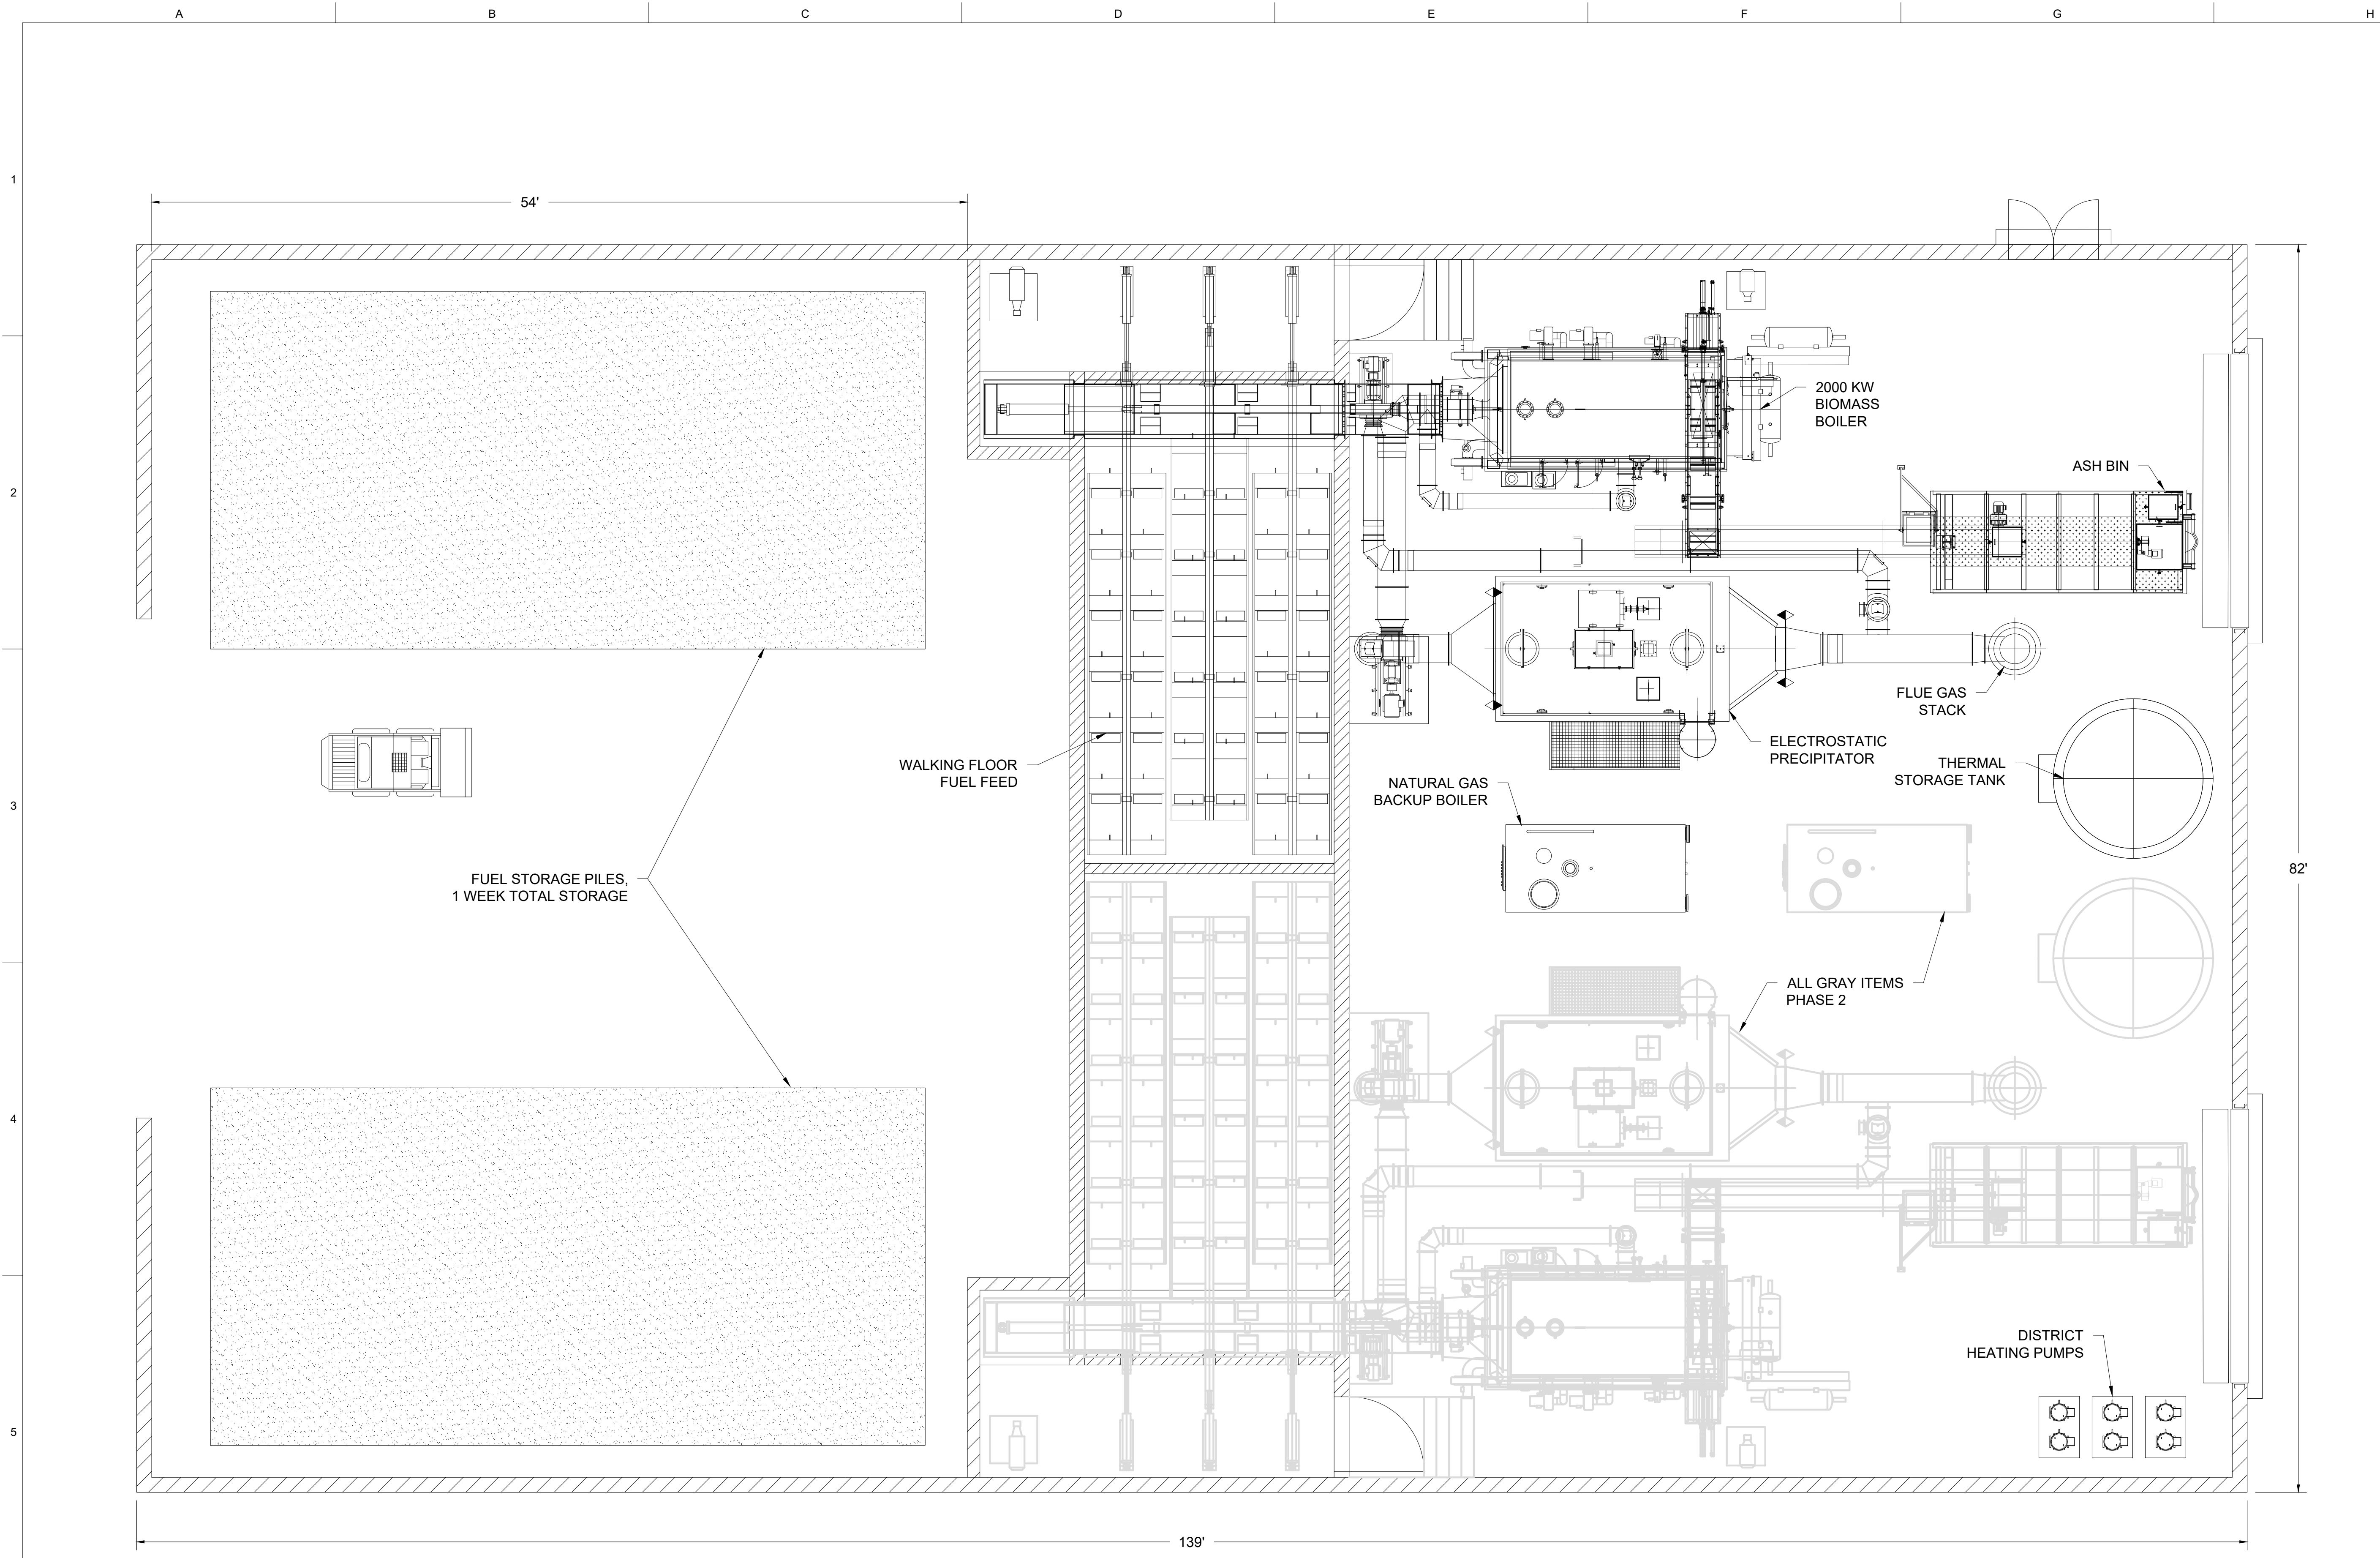 A
B
C
D
E
F
G
H
1
54'
2000 KW
BIOMASS
BOILER
ASH BIN
2
FLUE GAS
STACK
ELECTROSTATIC
PRECIPITATOR
WALKING FLOOR
FUEL FEED
THERMAL
STORAGE TANK
NATURAL GAS
BACKUP BOILER
3
82'
FUEL STORAGE PILES,
1 WEEK TOTAL STORAGE
ALL GRAY ITEMS
PHASE 2
4
DISTRICT
HEATING PUMPS
5
139'